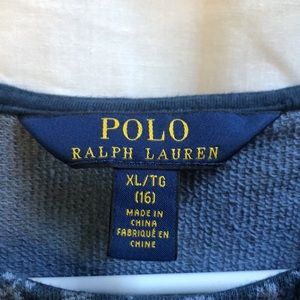 POLO
RALPH LAUREN
XL/TG
(16)
MADE IN
CHINA
FABRIQUÉ EN
CHINE